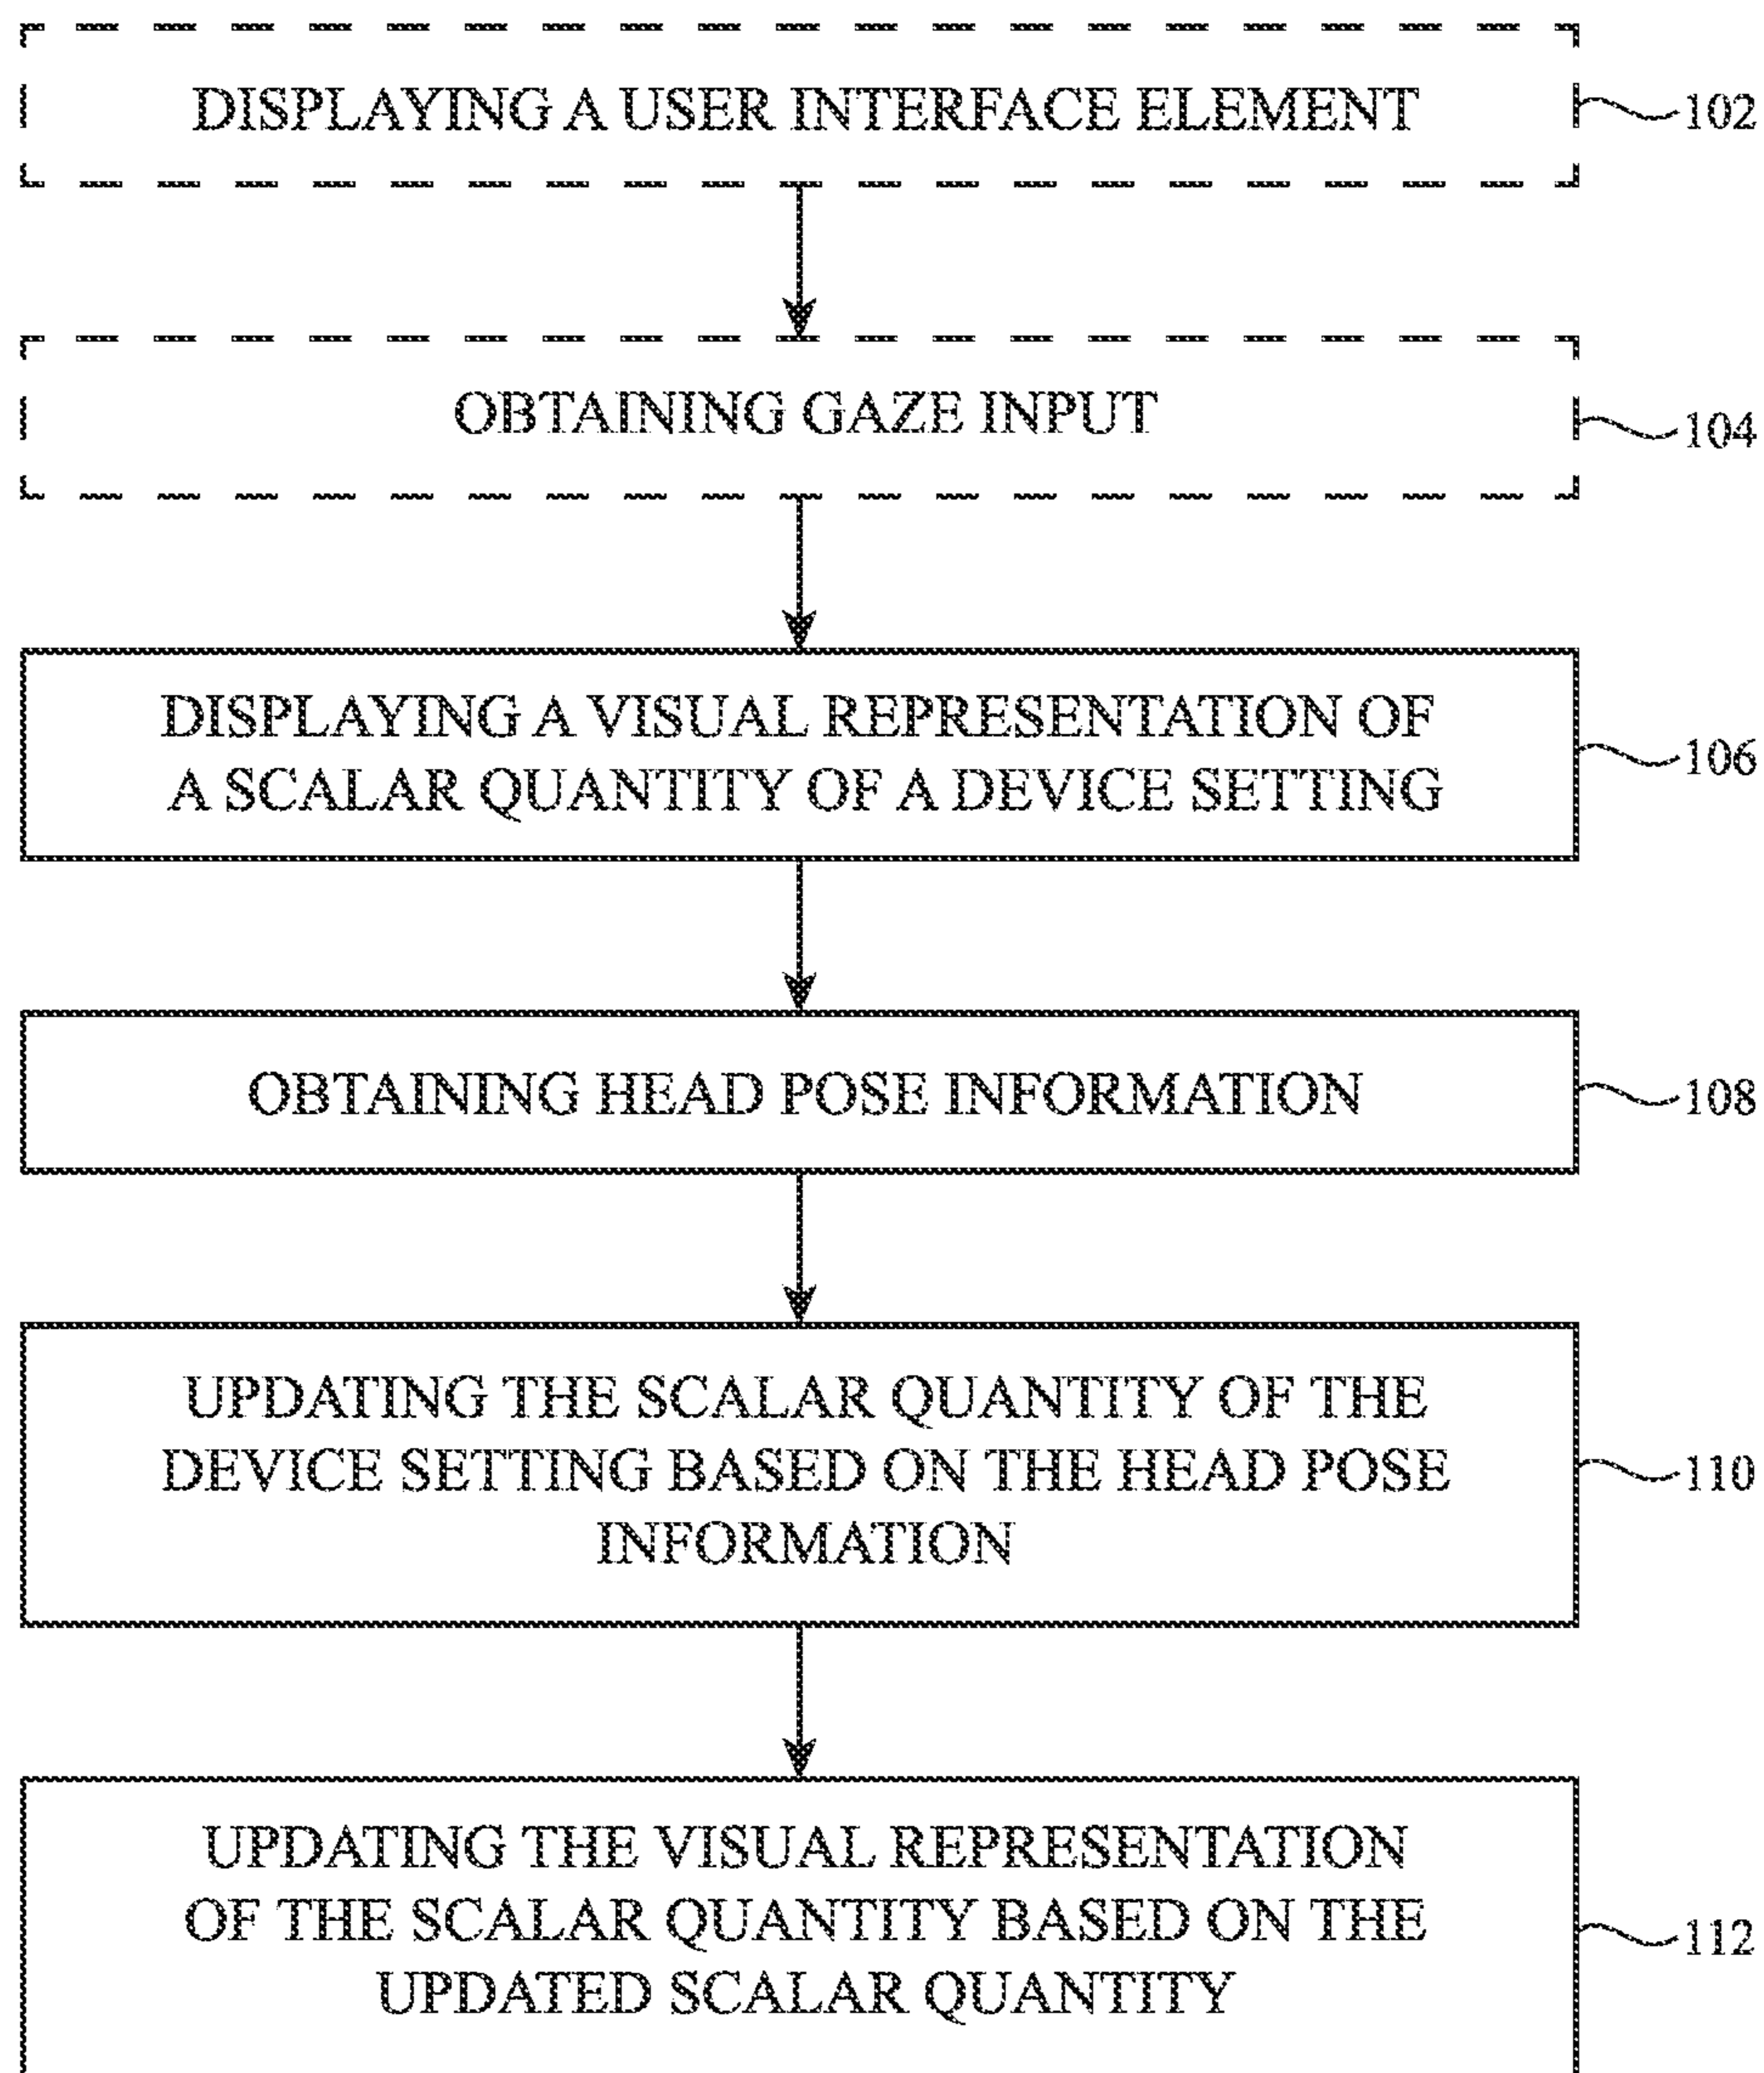 DISPLAYING A USER INTERFACE ELEMENT
102
OBTAINING GAZE INPUT
104
DISPLAYING A VISUAL REPRESENTATION OF
A SCALAR QUANTITY OF A DEVICE SETTING
106
OBTAINING HEAD POSE INFORMATION
108
UPDATING THE SCALAR QUANTITY OF THE
DEVICE SETTING BASED ON THE HEAD POSE
INFORMATION
110
UPDATING THE VISUAL REPRESENTATION
OF THE SCALAR QUANTITY BASED ON THE
UPDATED SCALAR QUANTITY
112